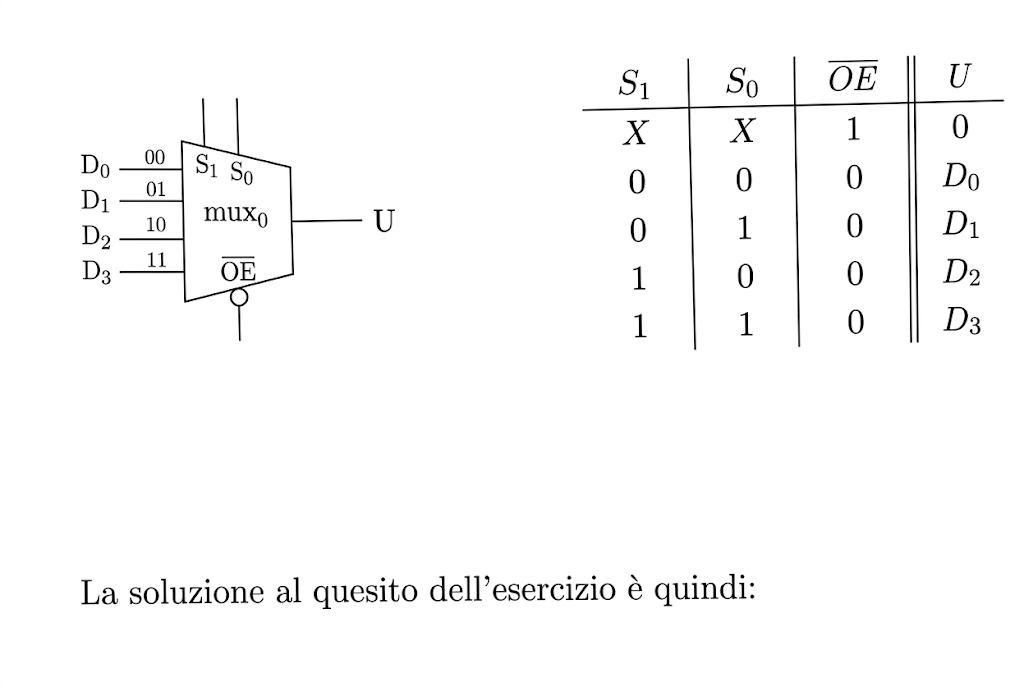 S₁ S₀ O̅E̅ U
X X 1 0
0 0 0 D₀
0 1 0 D₁
1 0 0 D₂
1 1 0 D₃
D₀ 00 S₁ S₀
D₁ 01 mux₀ U
D₂ 10
D₃ 11 O̅E̅
La soluzione al quesito dell'esercizio è quindi: